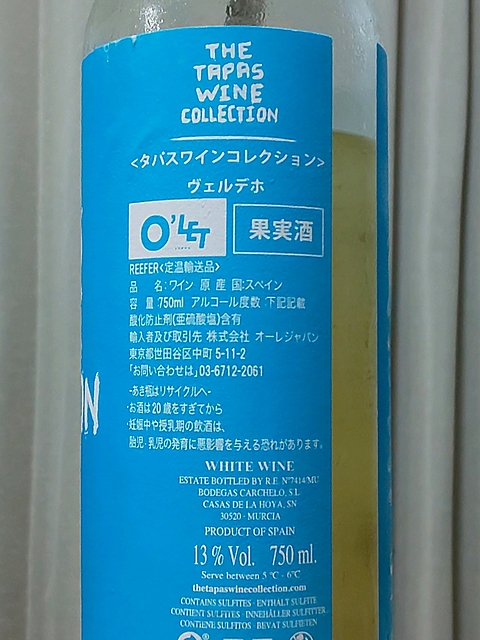 THE
TAPAS
WINE
COLLECTION
<タパスワインコレクション>
ヴェルデホ
O'LET
果実酒
REEFER<定温輸送品>
品 名:ワイン 原産国:スペイン
容 量:750ml アルコール度数:下記記載
酸化防止剤(亜硫酸塩)含有
輸入者及び取引先 株式会社 オーレジャパン
東京都世田谷区中町 5-11-2
「お問い合わせは」03-6712-2061
-あき瓶はリサイクルへ-
・お酒は20歳をすぎてから
・妊娠中や授乳期の飲酒は、
胎児・乳児の発育に悪影響を与える恐れがあります。
N
WHITE WINE
ESTATE BOTTLED BY R.E. Nº7414/MU
BODEGAS CARCHELO, S.L
CASAS DE LA HOYA, SN
30520 · MURCIA
PRODUCT OF SPAIN
13 % Vol. 750 ml.
Serve between 5 ºC - 6ºC
thetapaswinecollection.com
CONTAINS SULFITES · ENTHALT SULFITE
CONTIENT SULFITES · INNEHÅLLER SULFITTER
CONTIENE SULFITOS · BEVAT SULFIETEN